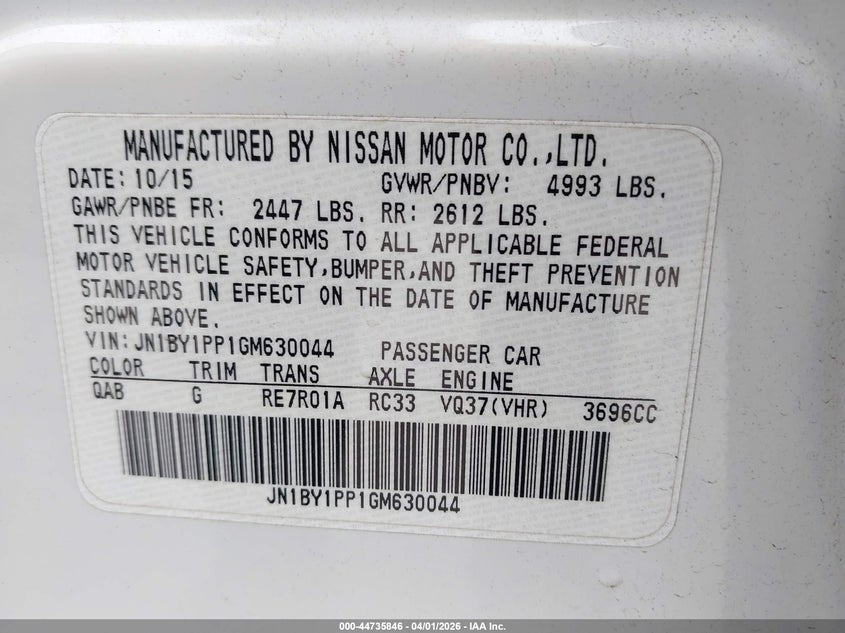 MANUFACTURED BY NISSAN MOTOR CO.,LTD.
DATE: 10/15 GVWR/PNBV: 4993 LBS.
GAWR/PNBE FR: 2447 LBS. RR: 2612 LBS.
THIS VEHICLE CONFORMS TO ALL APPLICABLE FEDERAL
MOTOR VEHICLE SAFETY,BUMPER,AND THEFT PREVENTION
STANDARDS IN EFFECT ON THE DATE OF MANUFACTURE
SHOWN ABOVE.
VIN: JN1BY1PP1GM630044 PASSENGER CAR
COLOR TRIM TRANS AXLE ENGINE
QAB G RE7R01A RC33 VQ37(VHR) 3696CC
JN1BY1PP1GM630044
000-44735846 - 04/01/2026 - IAA Inc.